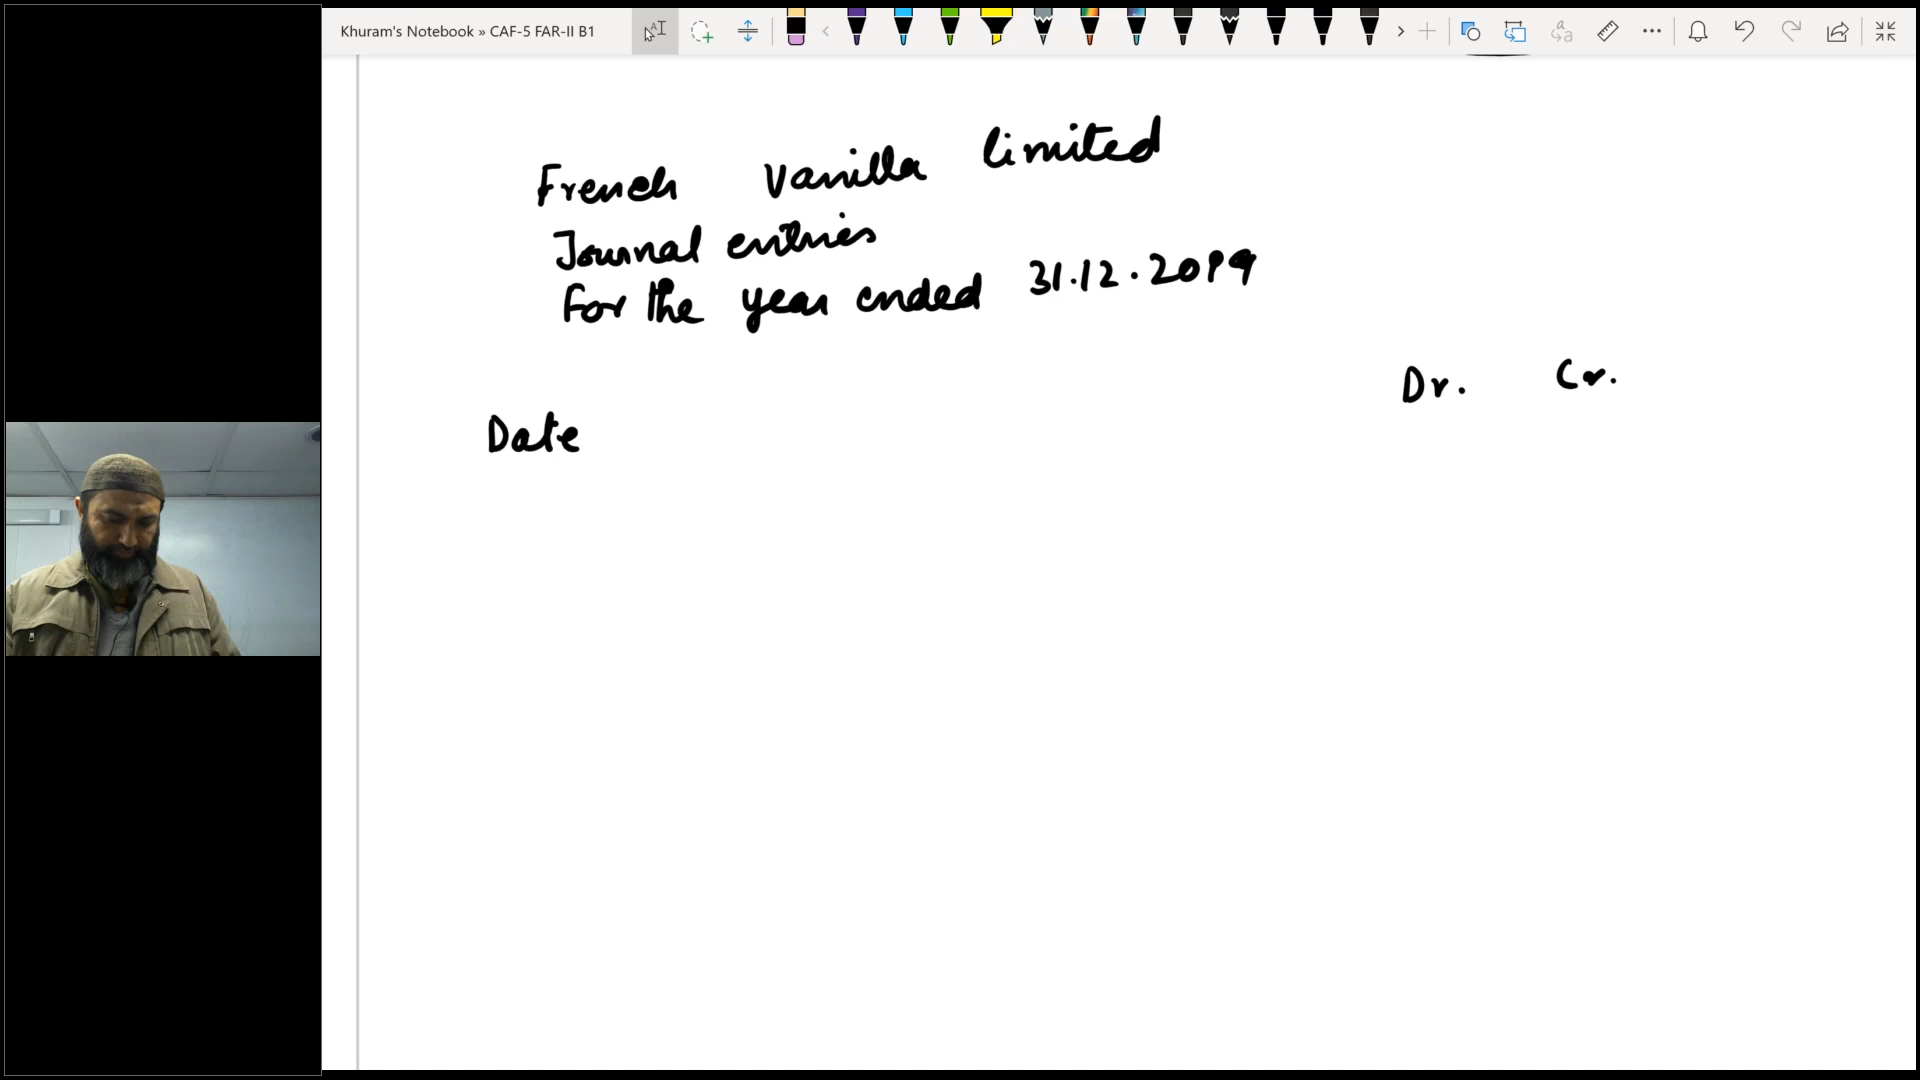 Khuram's Notebook » CAF-5 FAR-II B1
French Vanilla limited
Journal entries
For the year ended 31.12.2019
Dr. Cr.
Date